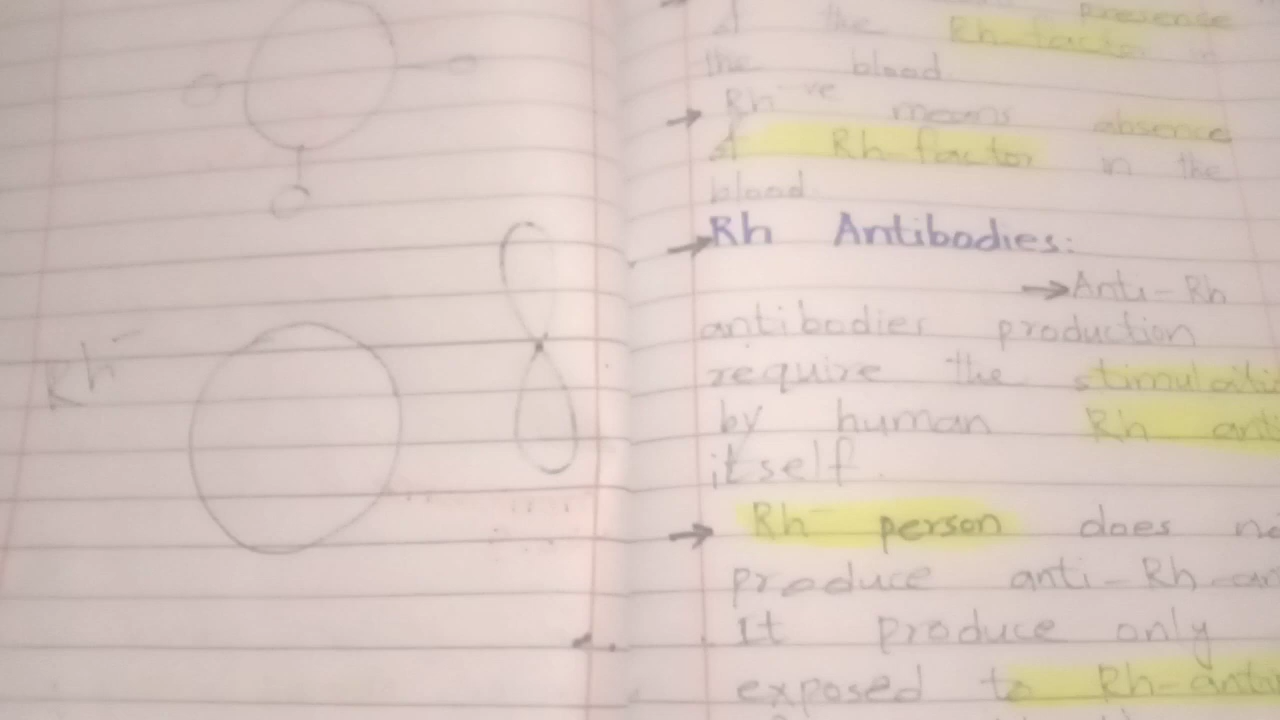 Rh⁻
presence
of the Rh factor in
the blood
→ Rh⁻ᵛᵉ means absence
of Rh factor in the
blood
→ Rh Antibodies:
→ Anti-Rh
antibodies production
require the
by human Rh
itself.
→ Rh⁻ person does
produce anti-Rh
It produce only
exposed to Rh-